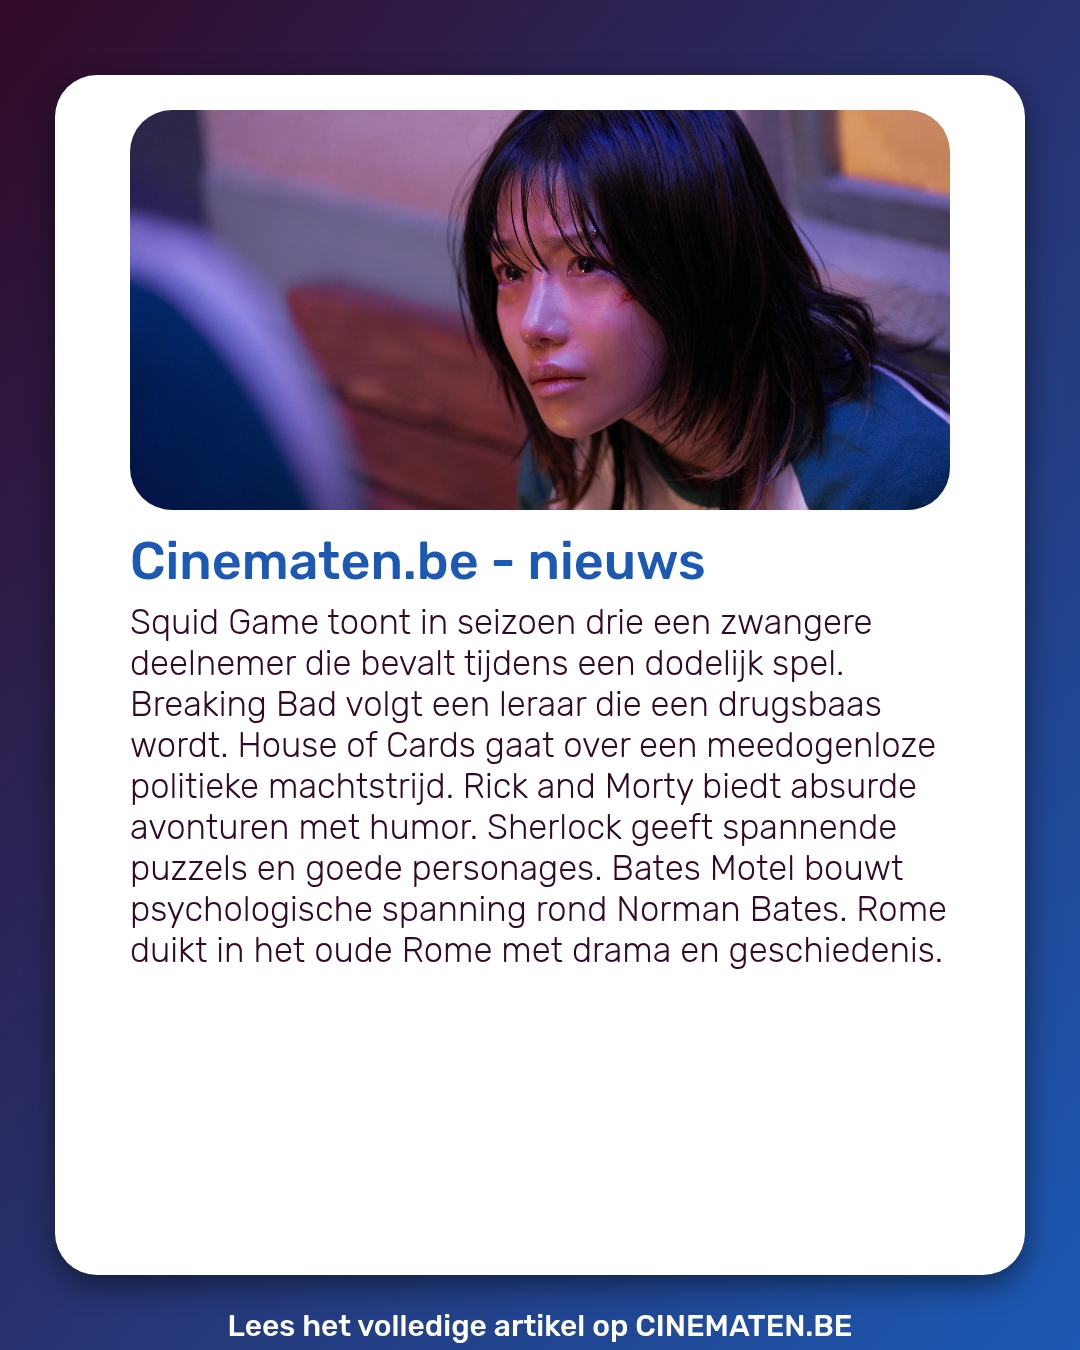 Cinematen.be - nieuws
Squid Game toont in seizoen drie een zwangere
deelnemer die bevalt tijdens een dodelijk spel.
Breaking Bad volgt een leraar die een drugsbaas
wordt. House of Cards gaat over een meedogenloze
politieke machtstrijd. Rick and Morty biedt absurde
avonturen met humor. Sherlock geeft spannende
puzzels en goede personages. Bates Motel bouwt
psychologische spanning rond Norman Bates. Rome
duikt in het oude Rome met drama en geschiedenis.
Lees het volledige artikel op CINEMATEN.BE